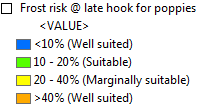 Frost risk @ late hook for poppies
<VALUE>
<10% (Well suited)
10 - 20% (Suitable)
20 - 40% (Marginally suitable)
>40% (Well suited)